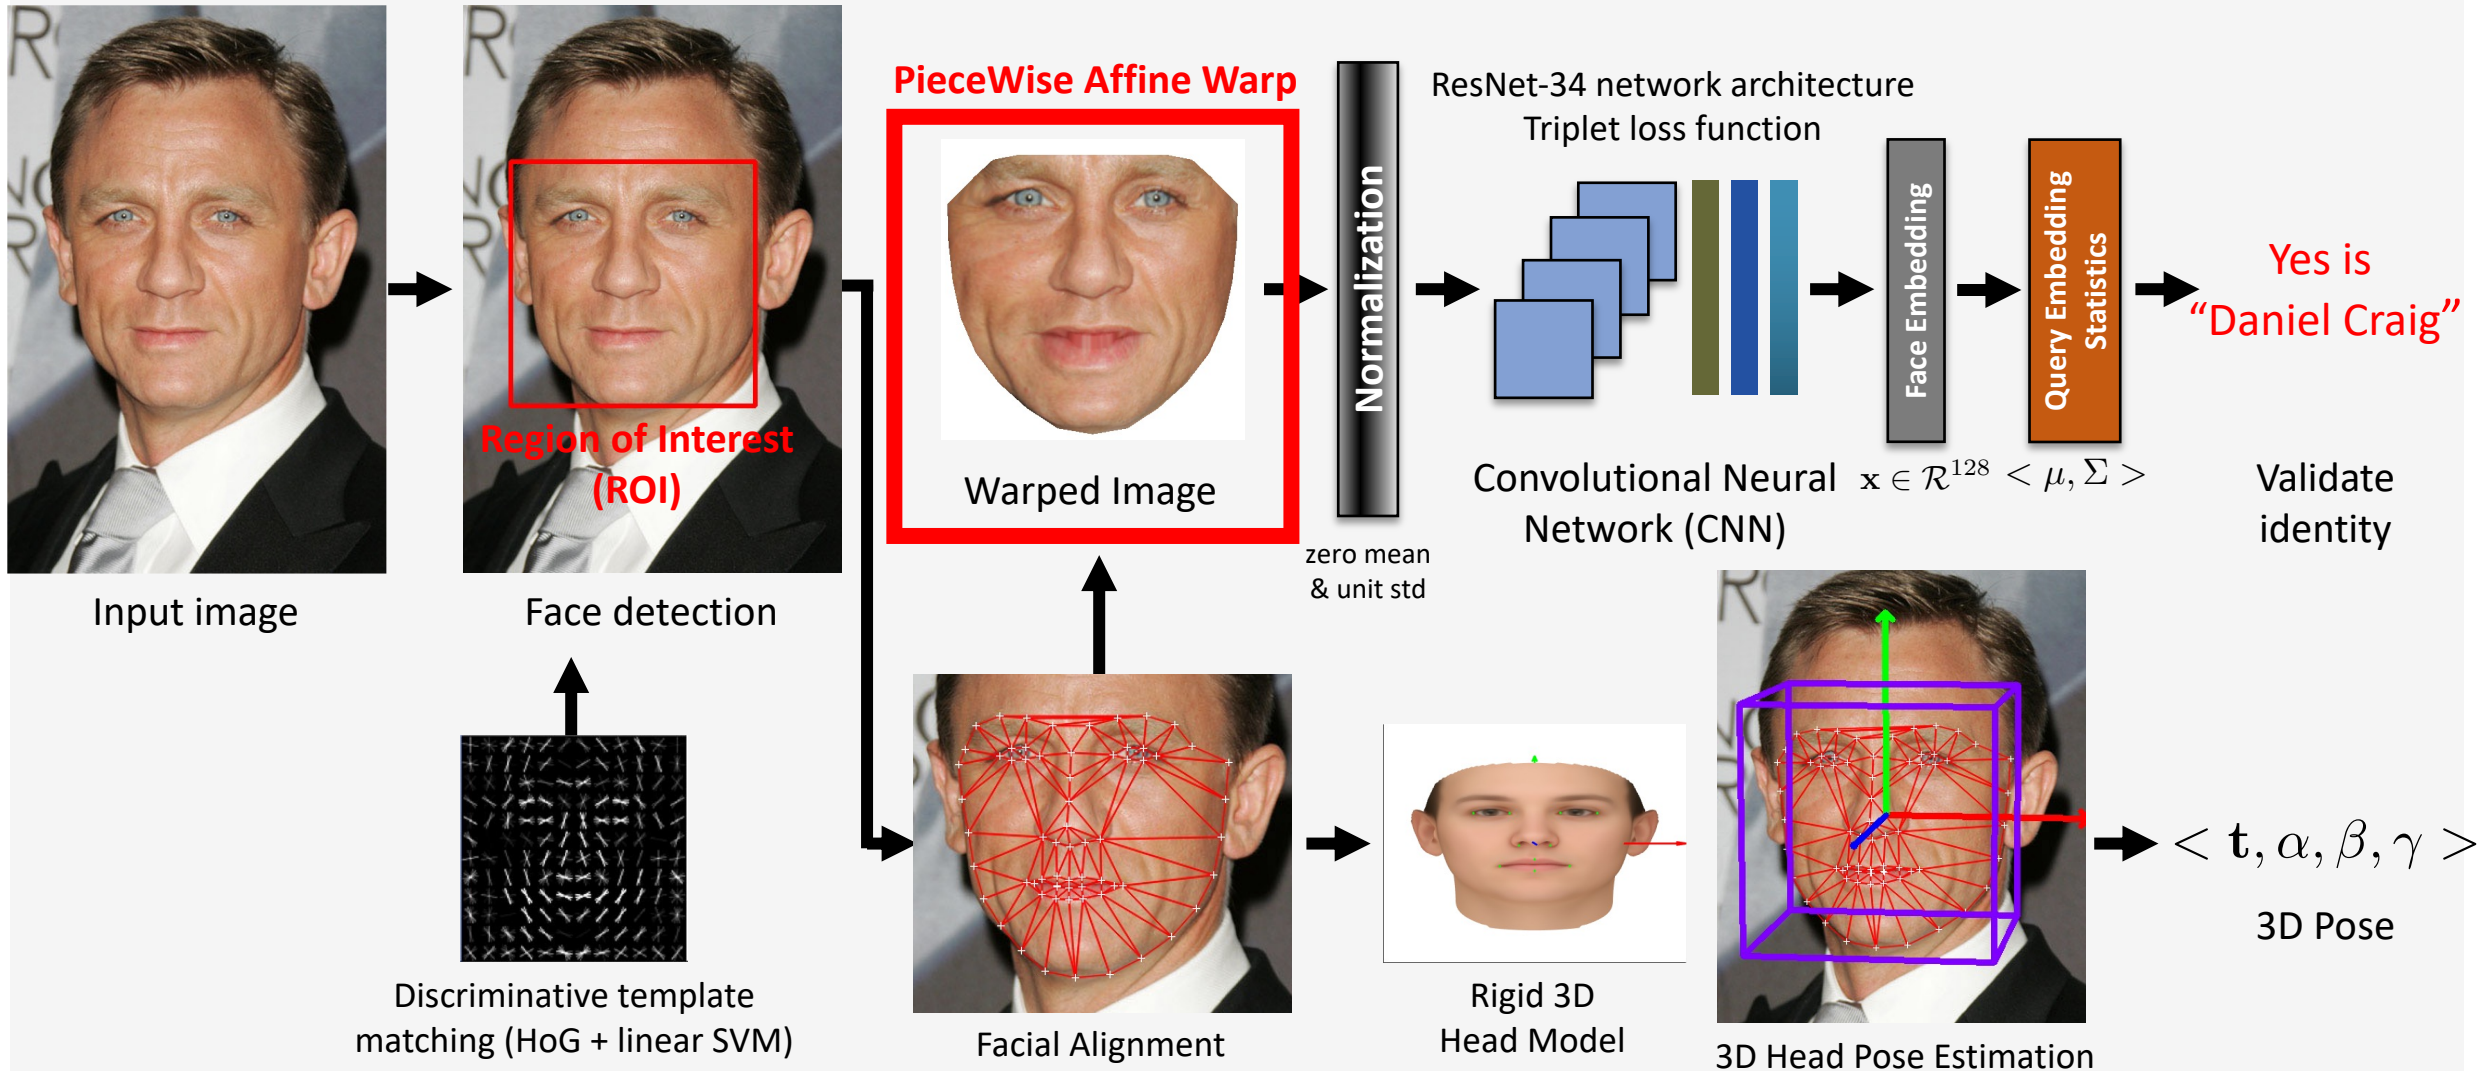 PieceWise Affine Warp
ResNet-34 network architecture
Triplet loss function
Region of Interest
(ROI)
Warped Image
Normalization
zero mean
& unit std
Convolutional Neural
Network (CNN)
Face Embedding
x ∈ R¹²⁸
Query Embedding
Statistics
< μ, Σ >
Yes is
“Daniel Craig”
Validate
identity
Input image
Face detection
Discriminative template
matching (HoG + linear SVM)
Facial Alignment
Rigid 3D
Head Model
3D Head Pose Estimation
< t, α, β, γ >
3D Pose